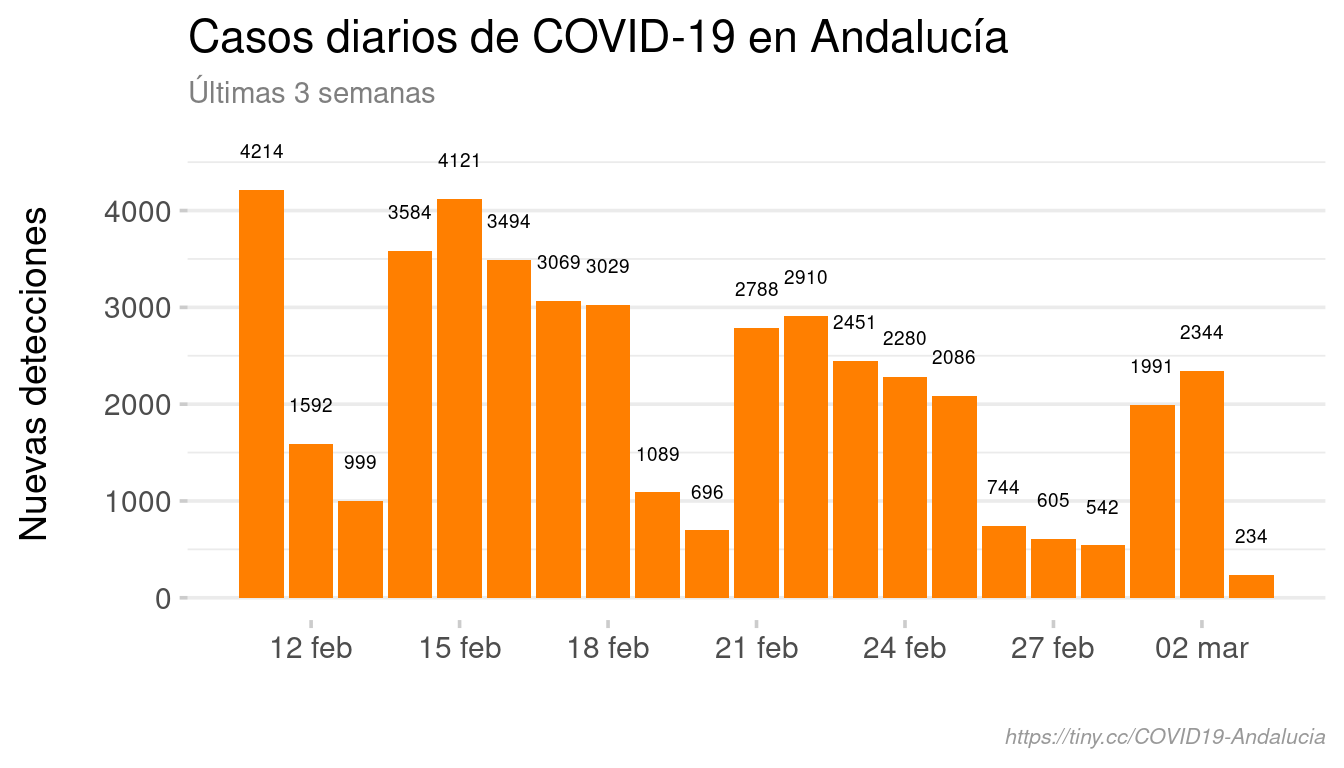 Casos diarios de COVID-19 en Andalucía
Últimas 3 semanas
Nuevas detecciones
4000
3000
2000
1000
0
4214
1592
999
3584
4121
3494
3069
3029
1089
696
2788
2910
2451
2280
2086
744
605
542
1991
2344
234
12 feb
15 feb
18 feb
21 feb
24 feb
27 feb
02 mar
https://tiny.cc/COVID19-Andalucia